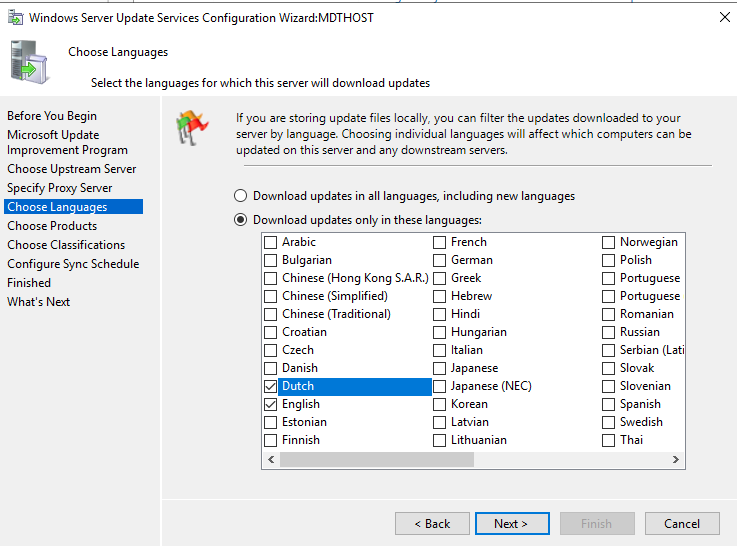 Windows Server Update Services Configuration Wizard:MDTHOST
Choose Languages
Select the languages for which this server will download updates
Before You Begin
Microsoft Update
Improvement Program
Choose Upstream Server
Specify Proxy Server
Choose Languages
Choose Products
Choose Classifications
Configure Sync Schedule
Finished
What's Next
If you are storing update files locally, you can filter the updates downloaded to your
server by language. Choosing individual languages will affect which computers can be
updated on this server and any downstream servers.
Download updates in all languages, including new languages
Download updates only in these languages:
Arabic
Bulgarian
Chinese (Hong Kong S.A.R.)
Chinese (Simplified)
Chinese (Traditional)
Croatian
Czech
Danish
Dutch
English
Estonian
Finnish
French
German
Greek
Hebrew
Hindi
Hungarian
Italian
Japanese
Japanese (NEC)
Korean
Latvian
Lithuanian
Norwegian
Polish
Portuguese
Portuguese
Romanian
Russian
Serbian (Lati
Slovak
Slovenian
Spanish
Swedish
Thai
< Back
Next >
Finish
Cancel